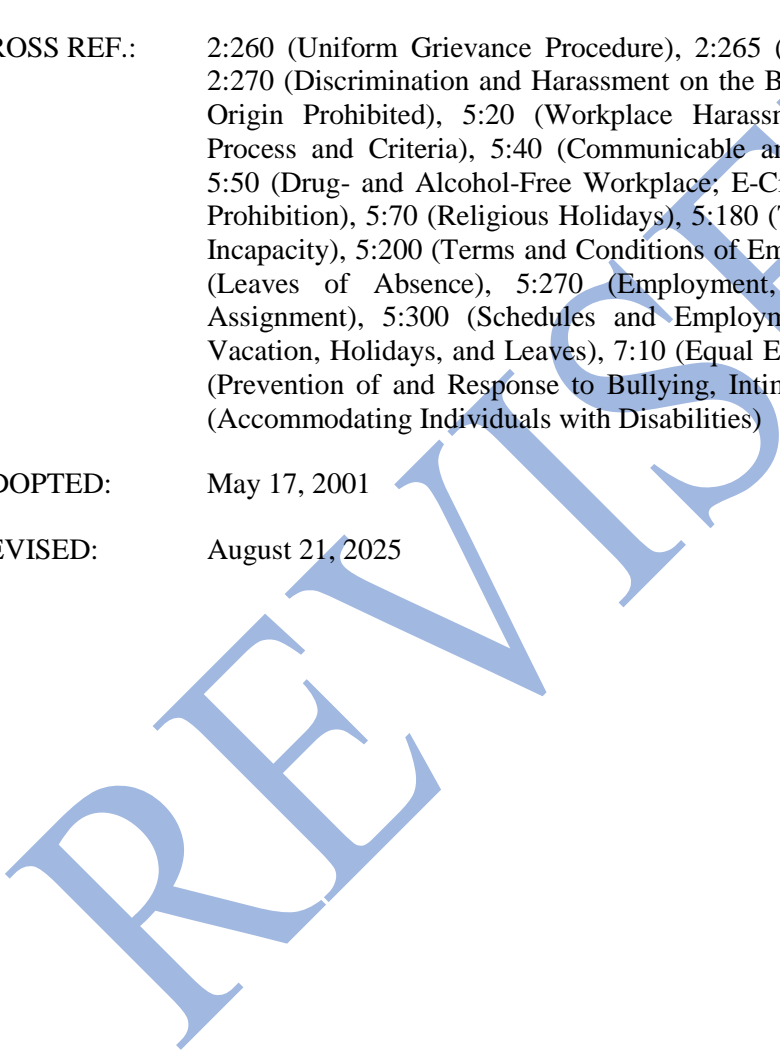 ROSS REF.: 2:260 (Uniform Grievance Procedure), 2:265 (
2:270 (Discrimination and Harassment on the B
Origin Prohibited), 5:20 (Workplace Harassm
Process and Criteria), 5:40 (Communicable an
5:50 (Drug- and Alcohol-Free Workplace; E-Ci
Prohibition), 5:70 (Religious Holidays), 5:180 (T
Incapacity), 5:200 (Terms and Conditions of Em
(Leaves of Absence), 5:270 (Employment,
Assignment), 5:300 (Schedules and Employm
Vacation, Holidays, and Leaves), 7:10 (Equal E
(Prevention of and Response to Bullying, Intim
(Accommodating Individuals with Disabilities)
DOPTED: May 17, 2001
EVISED: August 21, 2025
REVISE